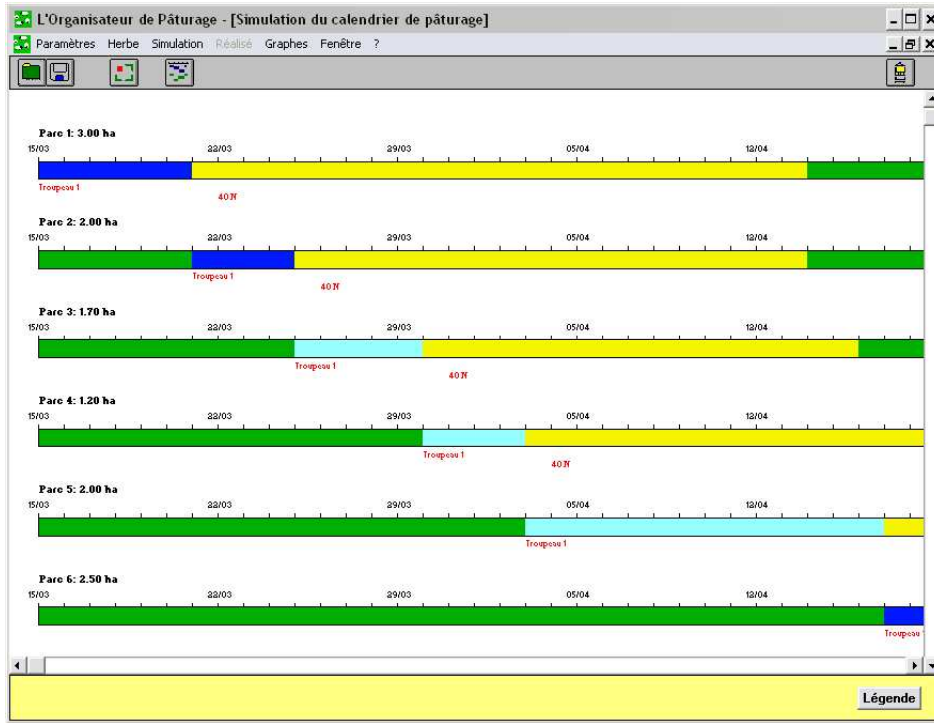 L'Organisateur de Pâturage - [Simulation du calendrier de pâturage]
Paramètres Herbe Simulation Réalisé Graphes Fenêtre ?
Parc 1: 3.00 ha
15/03 22/03 29/03 05/04 12/04
Troupeau 1
40 N
Parc 2: 2.00 ha
15/03 22/03 29/03 05/04 12/04
Troupeau 1
40 N
Parc 3: 1.70 ha
15/03 22/03 29/03 05/04 12/04
Troupeau 1
40 N
Parc 4: 1.20 ha
15/03 22/03 29/03 05/04 12/04
Troupeau 1
40 N
Parc 5: 2.00 ha
15/03 22/03 29/03 05/04 12/04
Troupeau 1
Parc 6: 2.50 ha
15/03 22/03 29/03 05/04 12/04
Troupeau
Légende